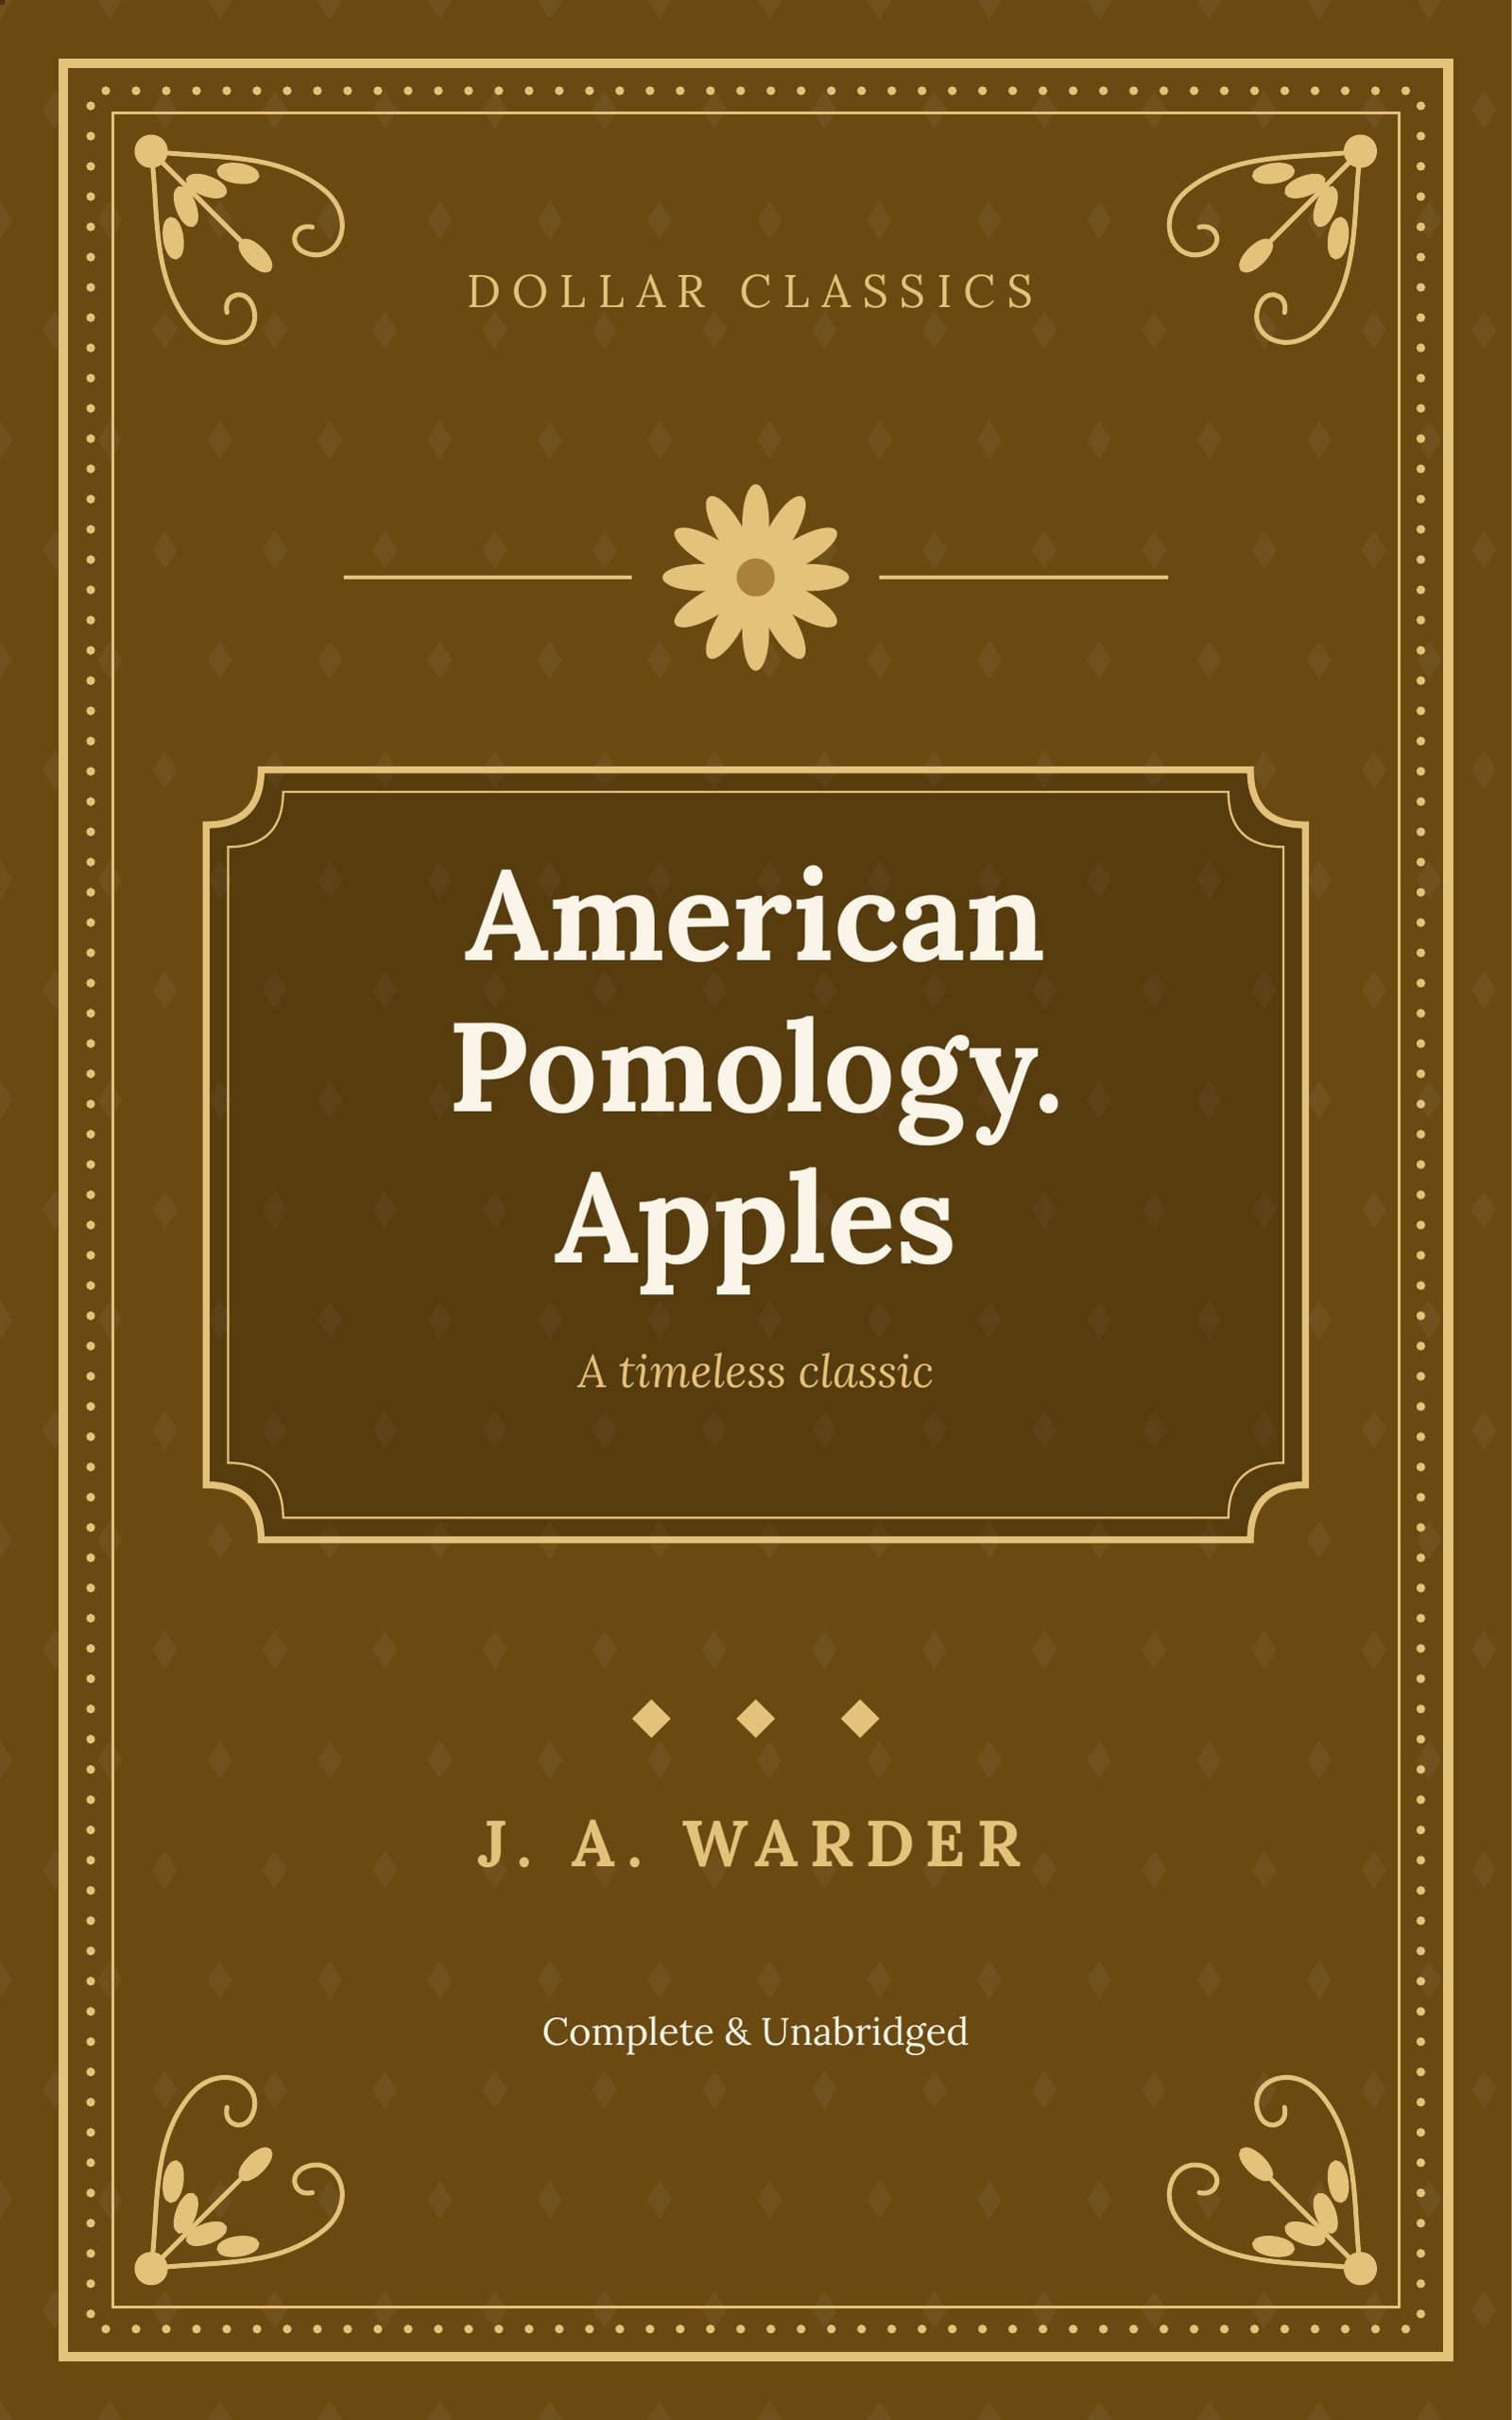 DOLLAR CLASSICS
American
Pomology.
Apples
A timeless classic
J. A. WARDER
Complete & Unabridged